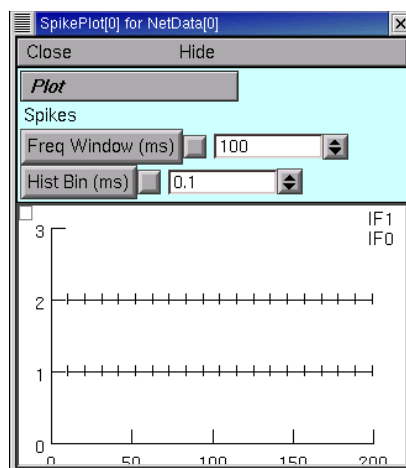 SpikePlot[0] for NetData[0]
Close Hide
Plot
Spikes
Freq Window (ms) 100
Hist Bin (ms) 0.1
IF1
IF0
3
2
1
0
0 50 100 150 200